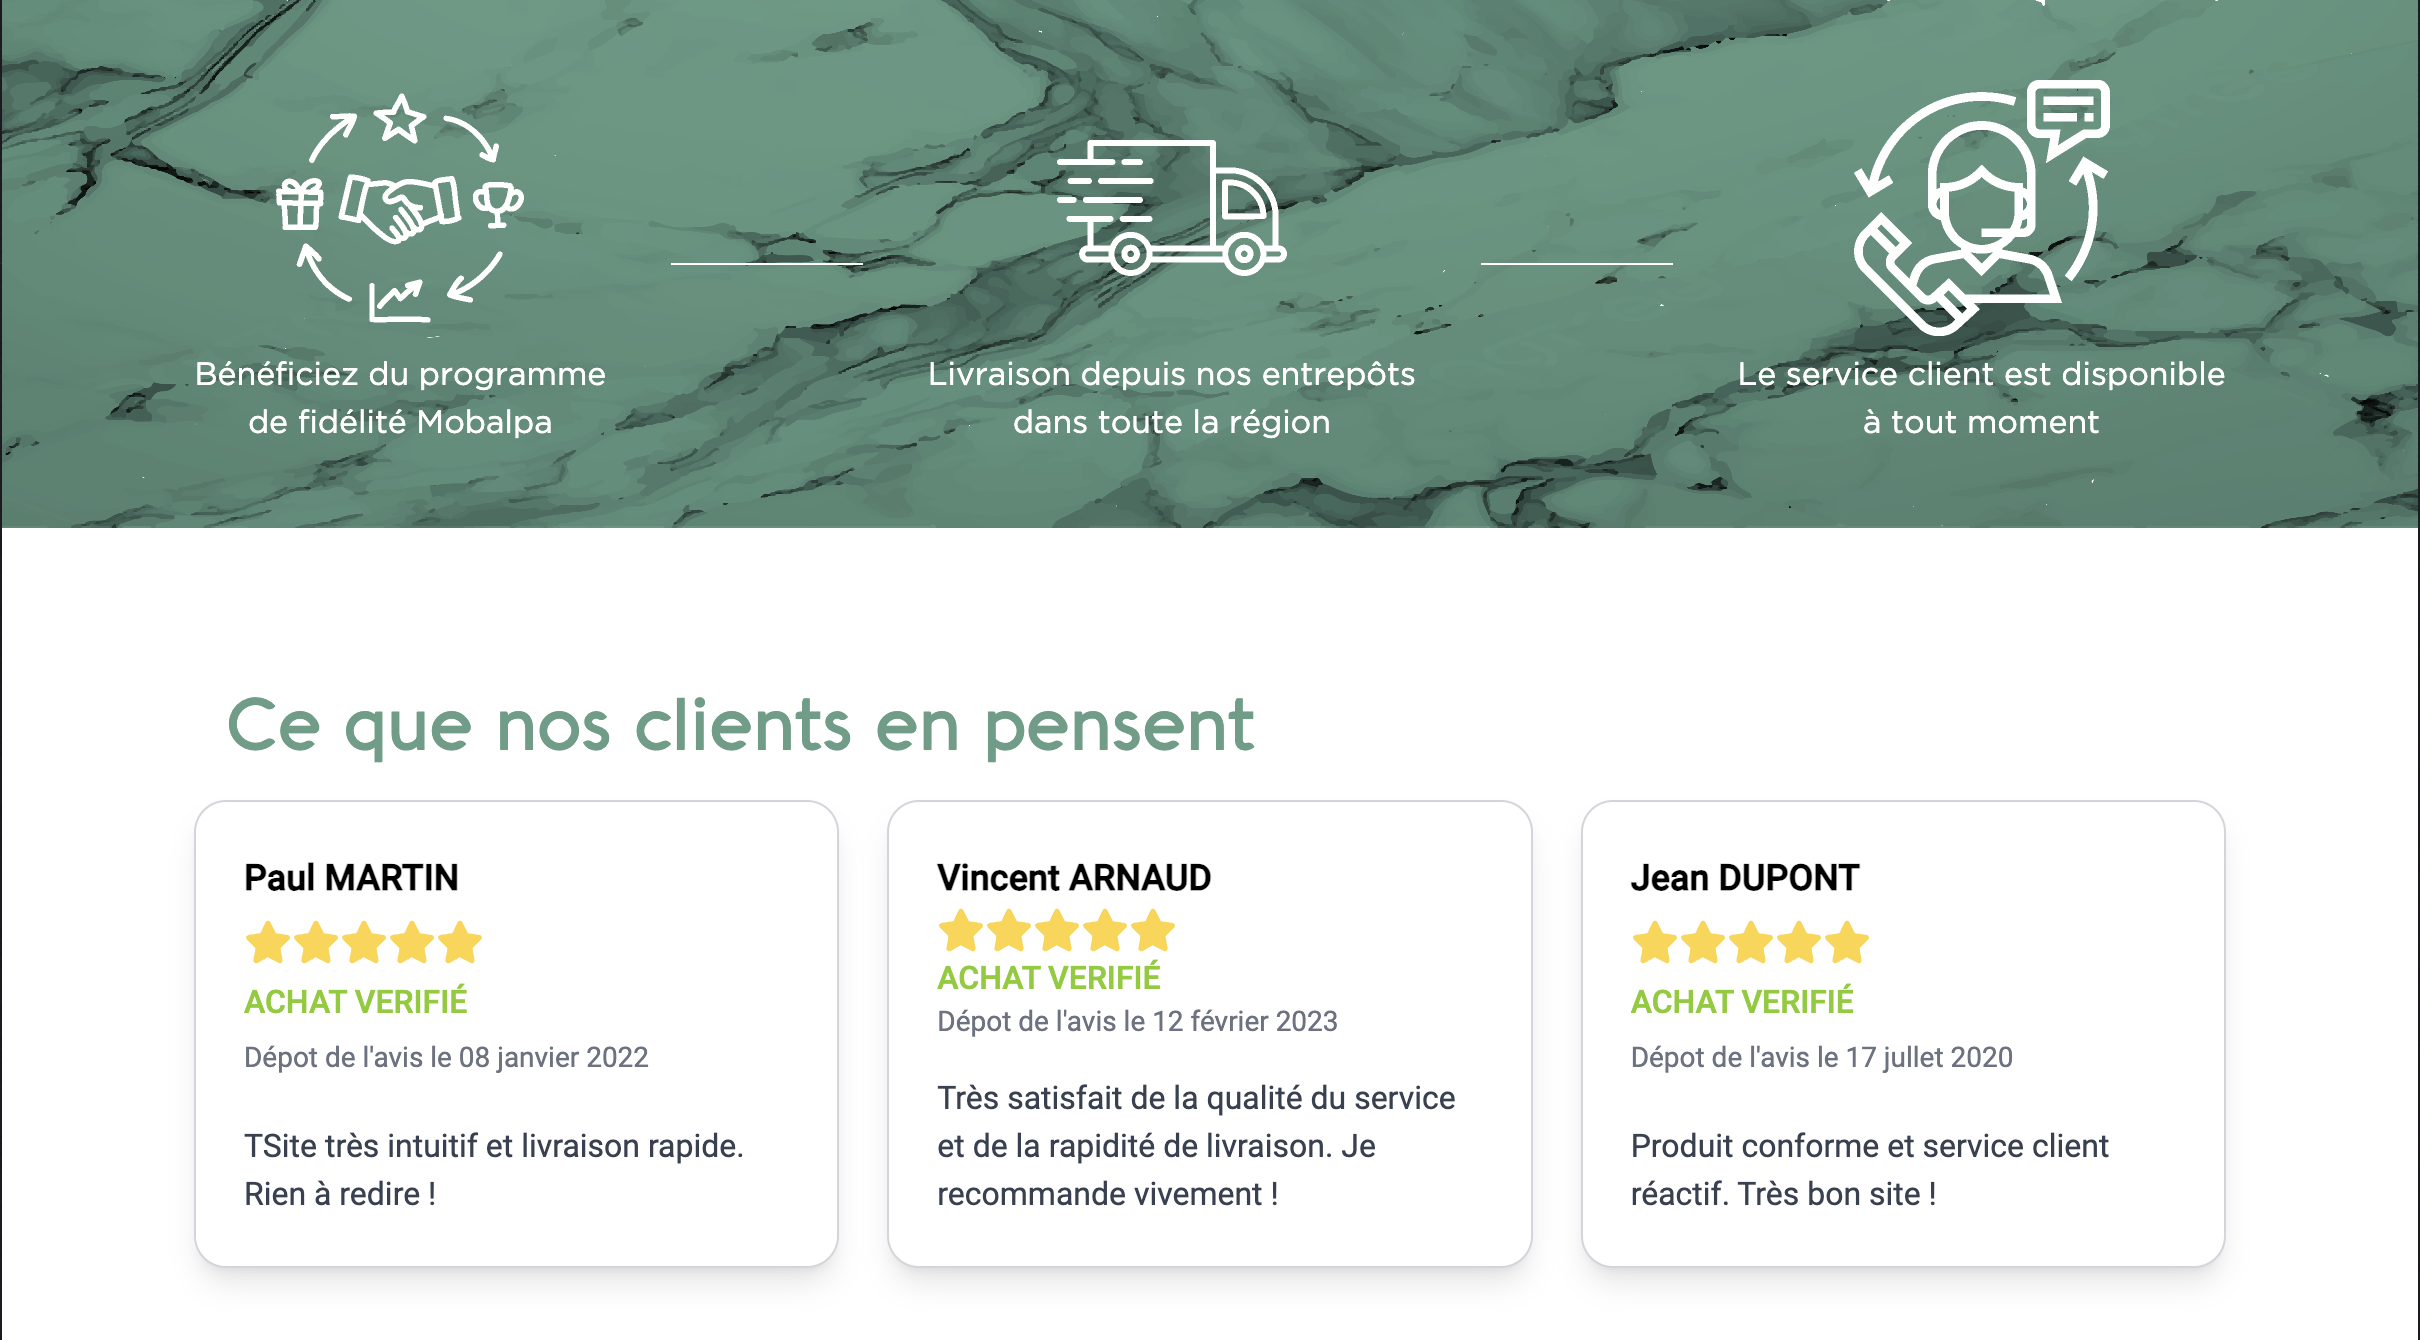 Bénéficiez du programme
de fidélité Mobalpa
Livraison depuis nos entrepôts
dans toute la région
Le service client est disponible
à tout moment
Ce que nos clients en pensent
Paul MARTIN
ACHAT VERIFIÉ
Dépot de l'avis le 08 janvier 2022
TSite très intuitif et livraison rapide.
Rien à redire !
Vincent ARNAUD
ACHAT VERIFIÉ
Dépot de l'avis le 12 février 2023
Très satisfait de la qualité du service
et de la rapidité de livraison. Je
recommande vivement !
Jean DUPONT
ACHAT VERIFIÉ
Dépot de l'avis le 17 jullet 2020
Produit conforme et service client
réactif. Très bon site !